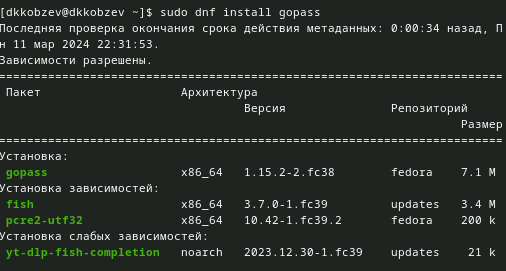 [dkkobzev@dkkobzev ~]$ sudo dnf install gopass
Последняя проверка окончания срока действия метаданных: 0:00:34 назад, П
н 11 мар 2024 22:31:53.
Зависимости разрешены.
================================================================================
Пакет Архитектура
Версия Репозиторий
Размер
================================================================================
Установка:
gopass x86_64 1.15.2-2.fc38 fedora 7.1 M
Установка зависимостей:
fish x86_64 3.7.0-1.fc39 updates 3.4 M
pcre2-utf32 x86_64 10.42-1.fc39.2 fedora 200 k
Установка слабых зависимостей:
yt-dlp-fish-completion noarch 2023.12.30-1.fc39 updates 21 k